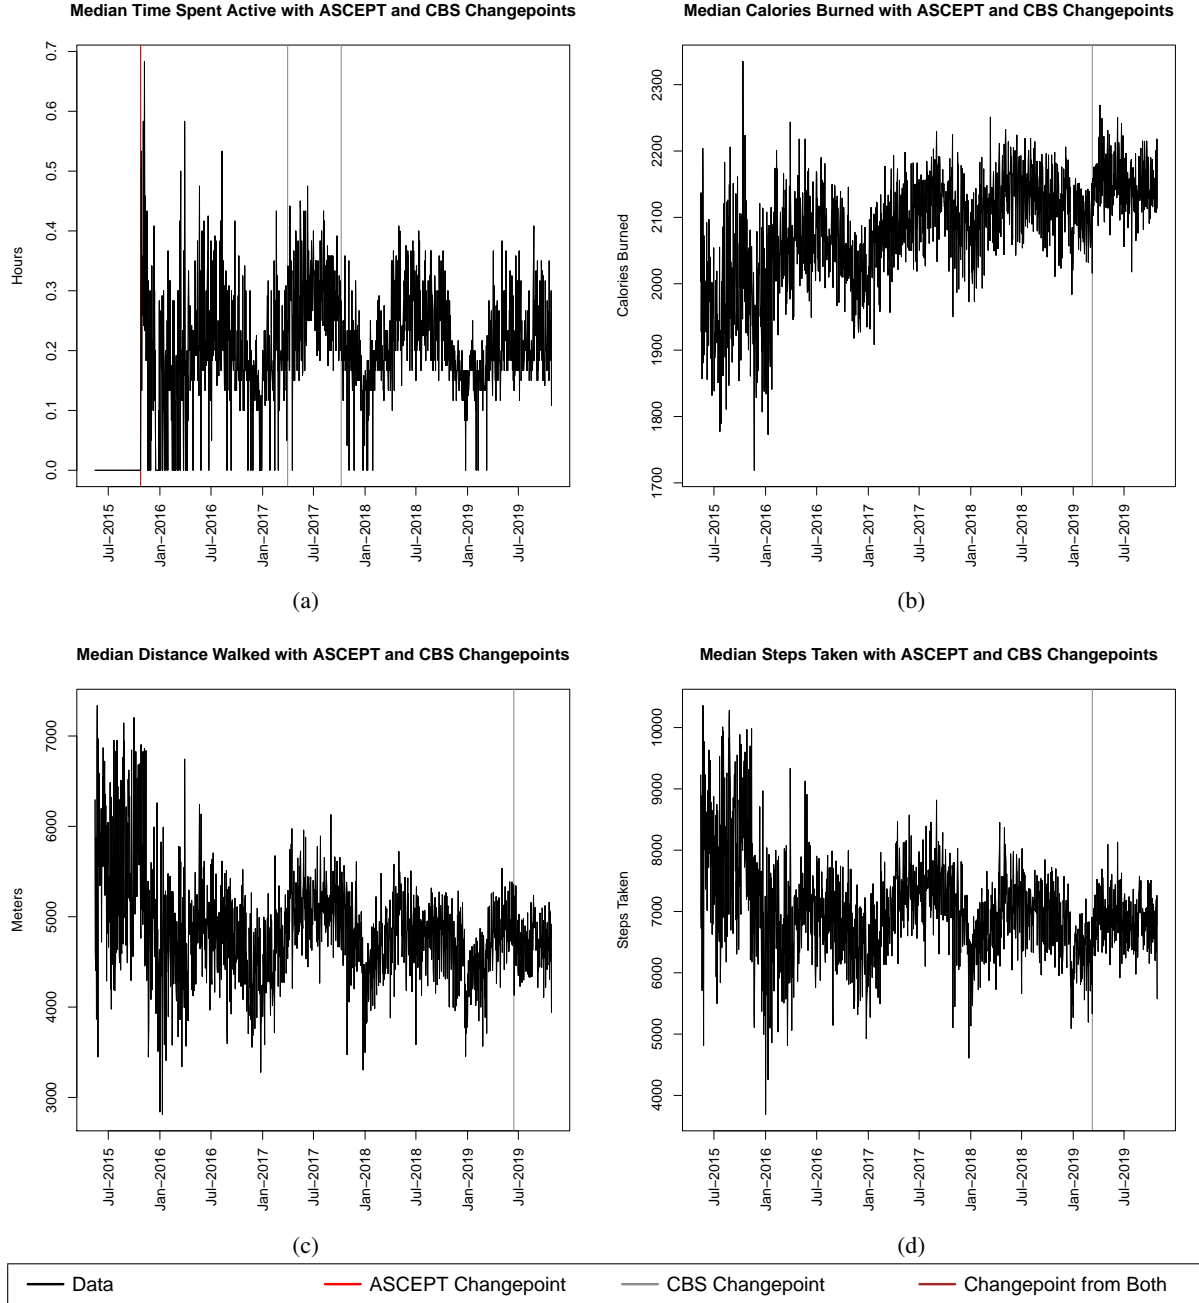 Median Time Spent Active with ASCEPT and CBS Changepoints
Hours
0.7
0.6
0.5
0.4
0.3
0.2
0.1
0.0
Jul−2015
Jan−2016
Jul−2016
Jan−2017
Jul−2017
Jan−2018
Jul−2018
Jan−2019
Jul−2019
(a)
Median Calories Burned with ASCEPT and CBS Changepoints
Calories Burned
2300
2200
2100
2000
1900
1800
1700
Jul−2015
Jan−2016
Jul−2016
Jan−2017
Jul−2017
Jan−2018
Jul−2018
Jan−2019
Jul−2019
(b)
Median Distance Walked with ASCEPT and CBS Changepoints
Meters
7000
6000
5000
4000
3000
Jul−2015
Jan−2016
Jul−2016
Jan−2017
Jul−2017
Jan−2018
Jul−2018
Jan−2019
Jul−2019
(c)
Median Steps Taken with ASCEPT and CBS Changepoints
Steps Taken
10000
9000
8000
7000
6000
5000
4000
Jul−2015
Jan−2016
Jul−2016
Jan−2017
Jul−2017
Jan−2018
Jul−2018
Jan−2019
Jul−2019
(d)
Data
ASCEPT Changepoint
CBS Changepoint
Changepoint from Both